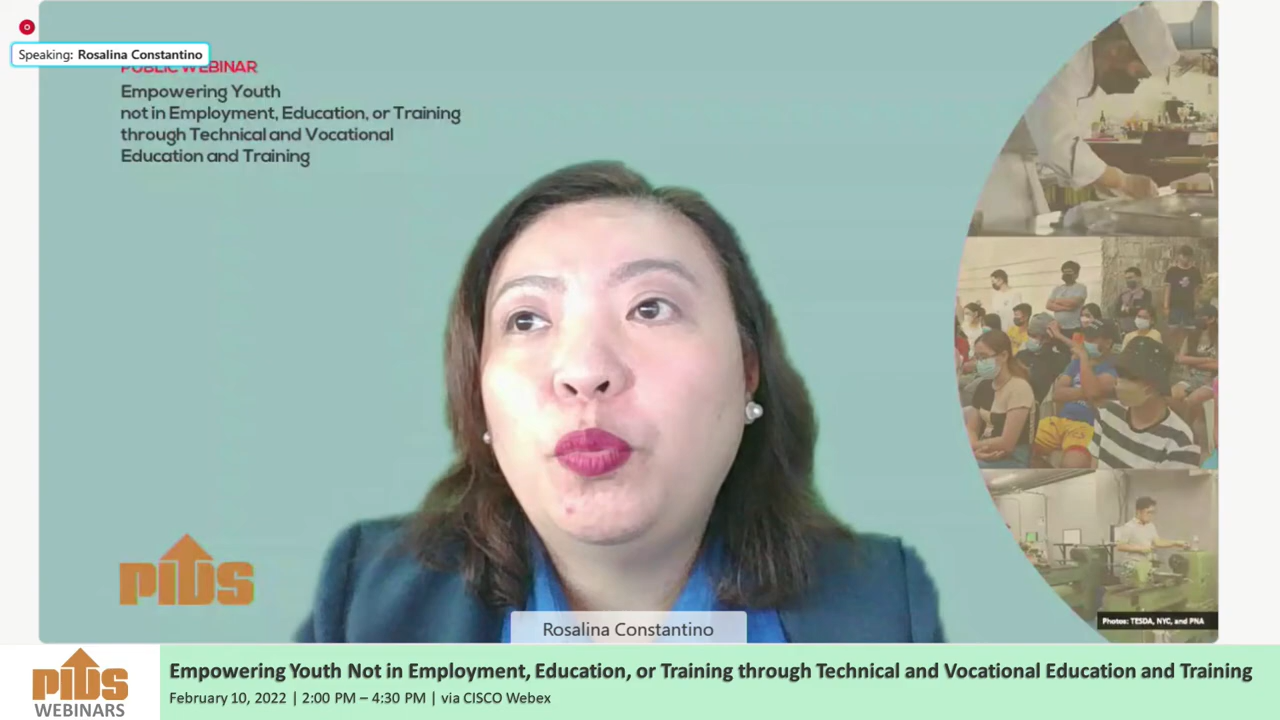 Speaking: Rosalina Constantino
PUBLIC WEBINAR
Empowering Youth
not in Employment, Education, or Training
through Technical and Vocational
Education and Training
PIDS
Rosalina Constantino
Photos: TESDA, NYC, and PNA
PIDS
WEBINARS
Empowering Youth Not in Employment, Education, or Training through Technical and Vocational Education and Training
February 10, 2022 | 2:00 PM – 4:30 PM | via CISCO Webex